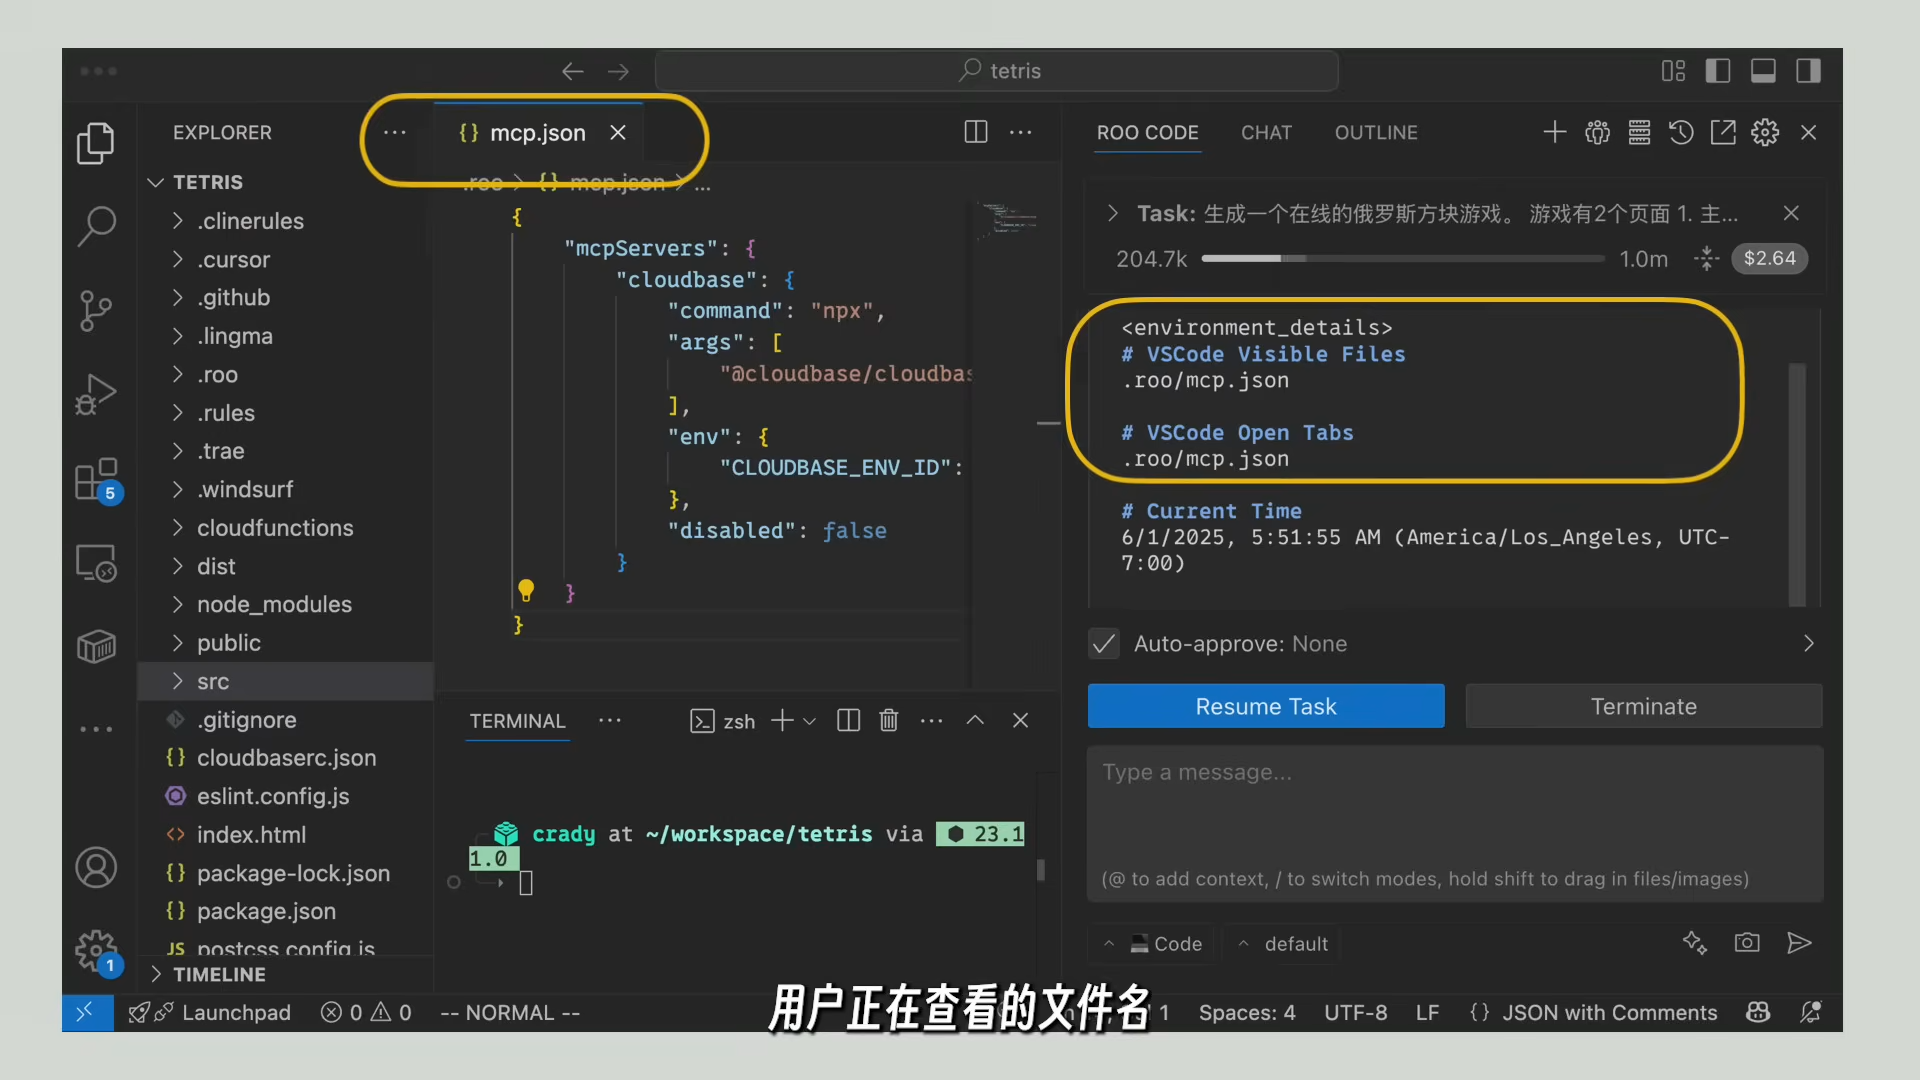 tetris
EXPLORER
mcp.json
ROO CODE
CHAT
OUTLINE
TETRIS
.clinerules
.cursor
.github
.lingma
.roo
.rules
.trae
.windsurf
cloudfunctions
dist
node_modules
public
src
.gitignore
cloudbaserc.json
eslint.config.js
index.html
package-lock.json
package.json
postcss.config.js
TIMELINE
5
1
.roo > {} mcp.json > ...
{
"mcpServers": {
"cloudbase": {
"command": "npx",
"args": [
"@cloudbase/cloudbas
],
"env": {
"CLOUDBASE_ENV_ID":
},
"disabled": false
}
}
}
TERMINAL
zsh
crady at ~/workspace/tetris via ⬢ 23.1
1.0
Task: 生成一个在线的俄罗斯方块游戏。 游戏有2个页面 1. 主...
204.7k
1.0m
$2.64
<environment_details>
# VSCode Visible Files
.roo/mcp.json
# VSCode Open Tabs
.roo/mcp.json
# Current Time
6/1/2025, 5:51:55 AM (America/Los_Angeles, UTC-
7:00)
Auto-approve: None
Resume Task
Terminate
Type a message...
(@ to add context, / to switch modes, hold shift to drag in files/images)
Code
default
Launchpad
0
0
-- NORMAL --
用户正在查看的文件名
1
Spaces: 4
UTF-8
LF
{} JSON with Comments